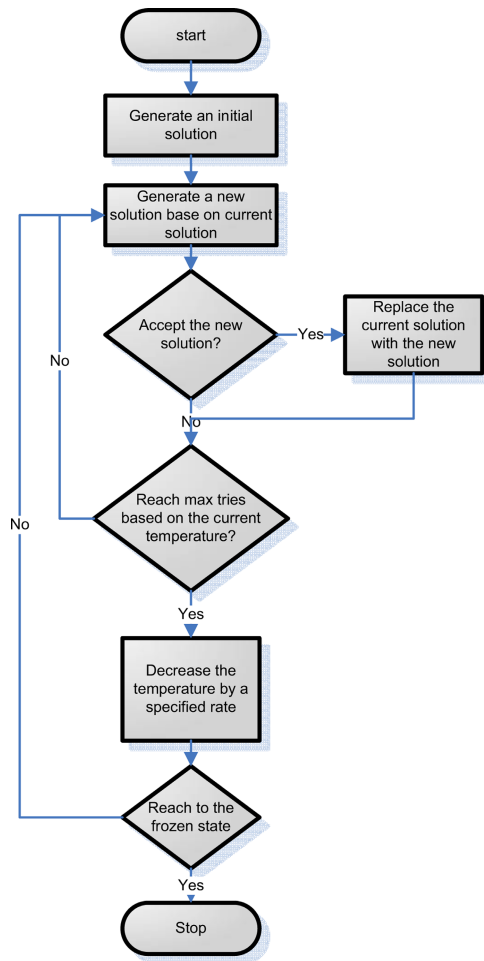 start
Generate an initial
solution
Generate a new
solution base on current
solution
Accept the new
solution?
Yes
Replace the
current solution
with the new
solution
No
No
Reach max tries
based on the current
temperature?
No
Yes
Decrease the
temperature by a
specified rate
Reach to the
frozen state
Yes
Stop